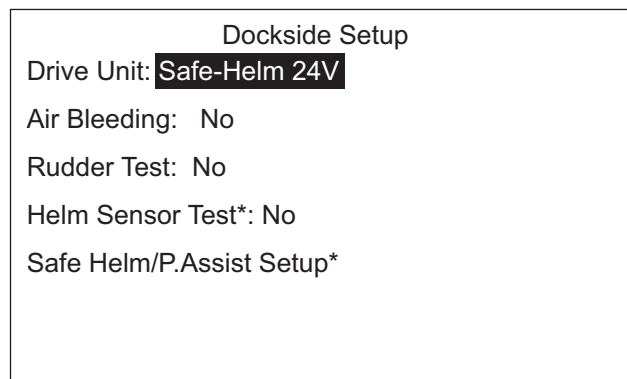 Dockside Setup
Drive Unit: Safe-Helm 24V
Air Bleeding: No
Rudder Test: No
Helm Sensor Test*: No
Safe Helm/P.Assist Setup*